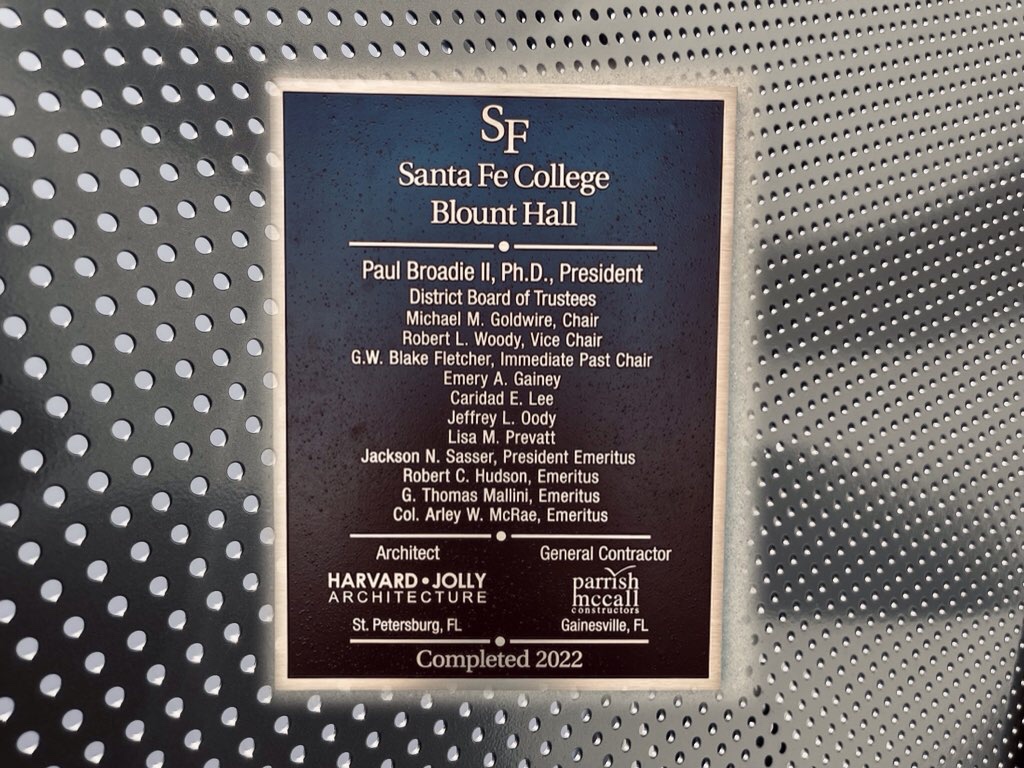 SF
Santa Fe College
Blount Hall
Paul Broadie II, Ph.D., President
District Board of Trustees
Michael M. Goldwire, Chair
Robert L. Woody, Vice Chair
G.W. Blake Fletcher, Immediate Past Chair
Emery A. Gainey
Caridad E. Lee
Jeffrey L. Oody
Lisa M. Prevatt
Jackson N. Sasser, President Emeritus
Robert C. Hudson, Emeritus
G. Thomas Mallini, Emeritus
Col. Arley W. McRae, Emeritus
Architect
HARVARD • JOLLY
ARCHITECTURE
St. Petersburg, FL
General Contractor
parrish
mccall
constructors
Gainesville, FL
Completed 2022